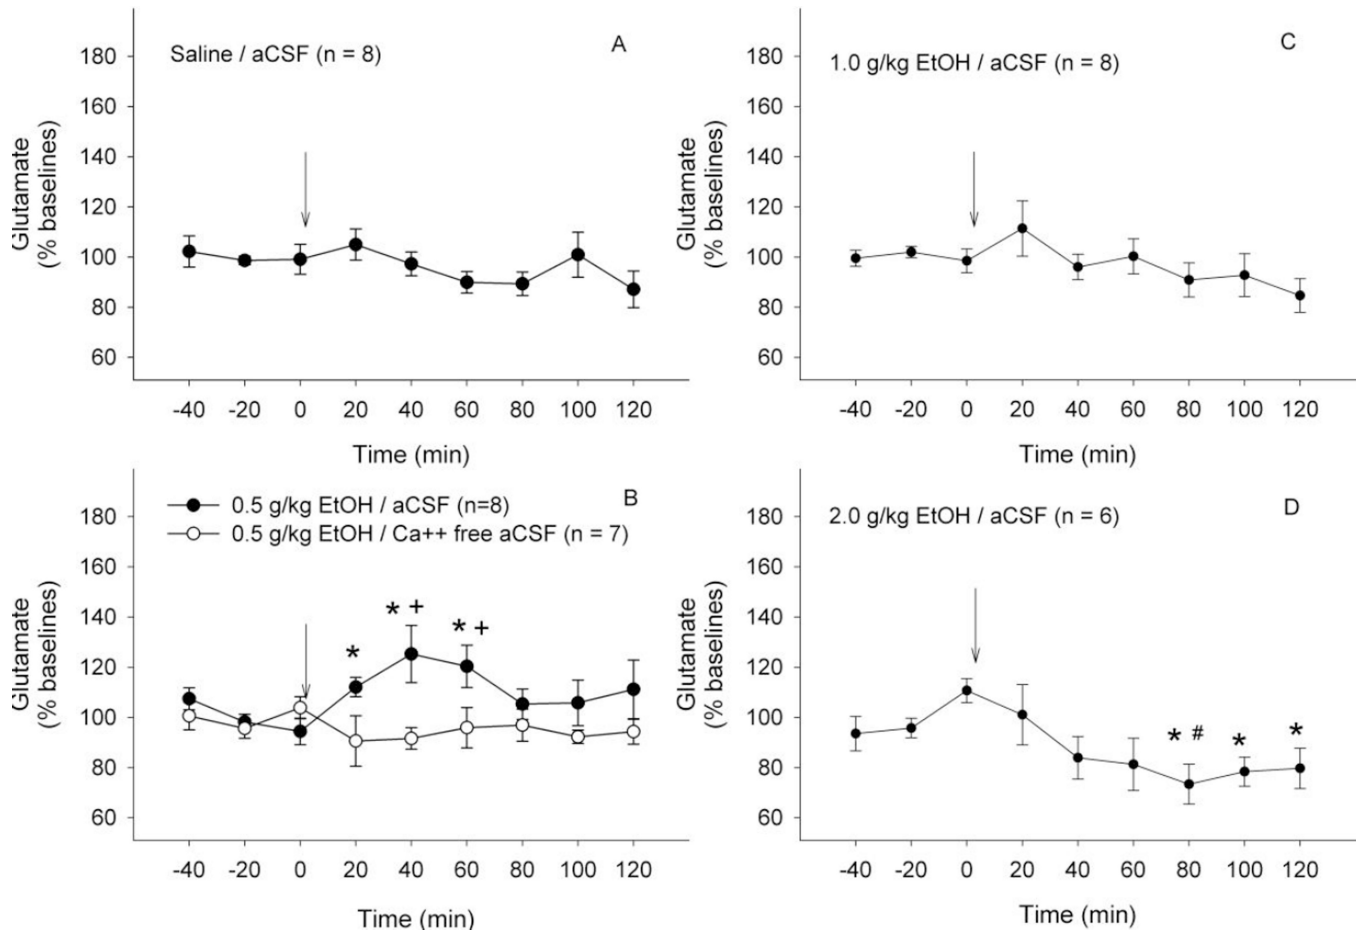 A
Saline / aCSF (n = 8)
Glutamate
(% baselines)
180
160
140
120
100
80
60
-40 -20 0 20 40 60 80 100 120
Time (min)
C
1.0 g/kg EtOH / aCSF (n = 8)
Glutamate
(% baselines)
180
160
140
120
100
80
60
-40 -20 0 20 40 60 80 100 120
Time (min)
B
0.5 g/kg EtOH / aCSF (n=8)
0.5 g/kg EtOH / Ca++ free aCSF (n = 7)
Glutamate
(% baselines)
180
160
140
120
100
80
60
* + 
* +
*
-40 -20 0 20 40 60 80 100 120
Time (min)
D
2.0 g/kg EtOH / aCSF (n = 6)
Glutamate
(% baselines)
180
160
140
120
100
80
60
* # * *
-40 -20 0 20 40 60 80 100 120
Time (min)